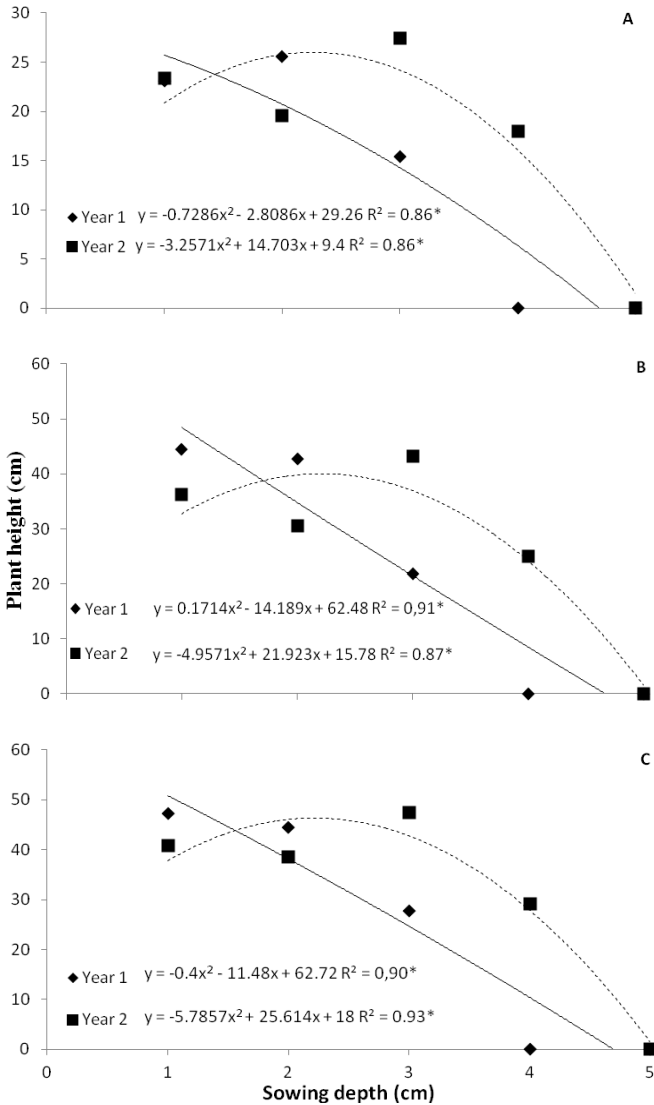 A
30
25
20
15
10
5
0
Year 1 y = -0.7286x² - 2.8086x + 29.26 R² = 0.86*
Year 2 y = -3.2571x² + 14.703x + 9.4 R² = 0.86*
B
60
50
40
30
20
10
0
Plant height (cm)
Year 1 y = 0.1714x² - 14.189x + 62.48 R² = 0,91*
Year 2 y = -4.9571x² + 21.923x + 15.78 R² = 0.87*
C
60
50
40
30
20
10
0
Year 1 y = -0.4x² - 11.48x + 62.72 R² = 0,90*
Year 2 y = -5.7857x² + 25.614x + 18 R² = 0.93*
0 1 2 3 4 5
Sowing depth (cm)